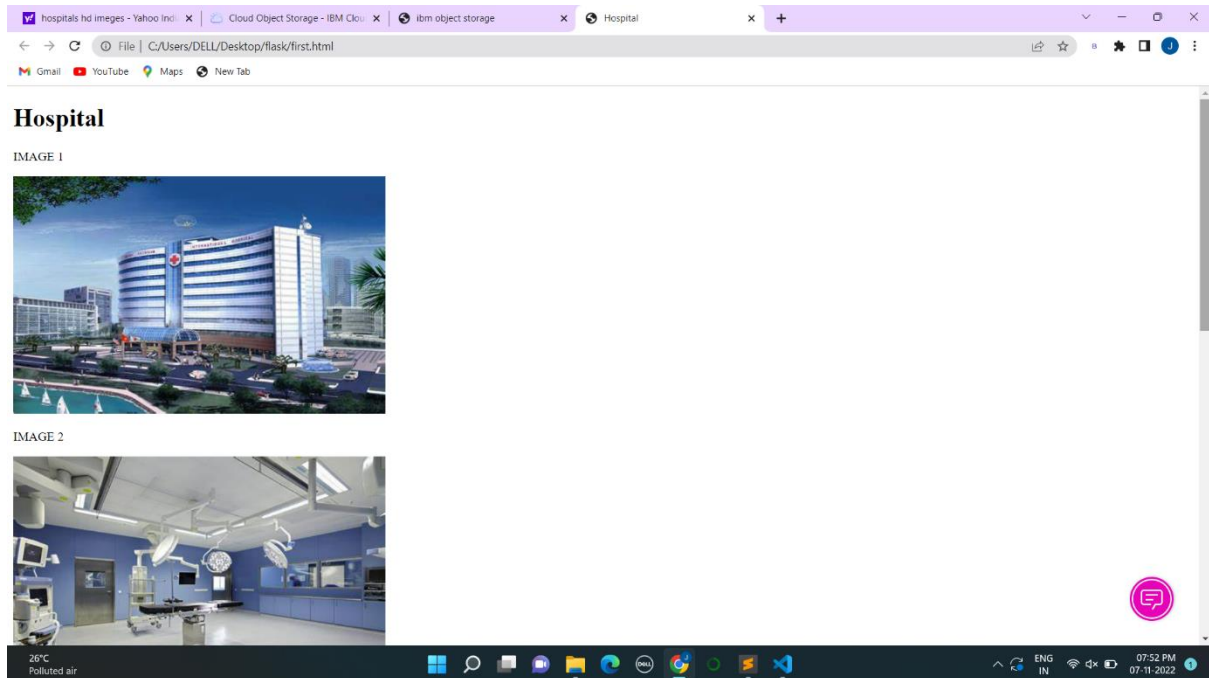 hospitals hd imeges - Yahoo Indi
Cloud Object Storage - IBM Clou
ibm object storage
Hospital
File | C:/Users/DELL/Desktop/flask/first.html
B
J
Gmail
YouTube
Maps
New Tab
Hospital
IMAGE 1
IMAGE 2
26°C
Polluted air
DELL
ENG
IN
07:52 PM
07-11-2022
1